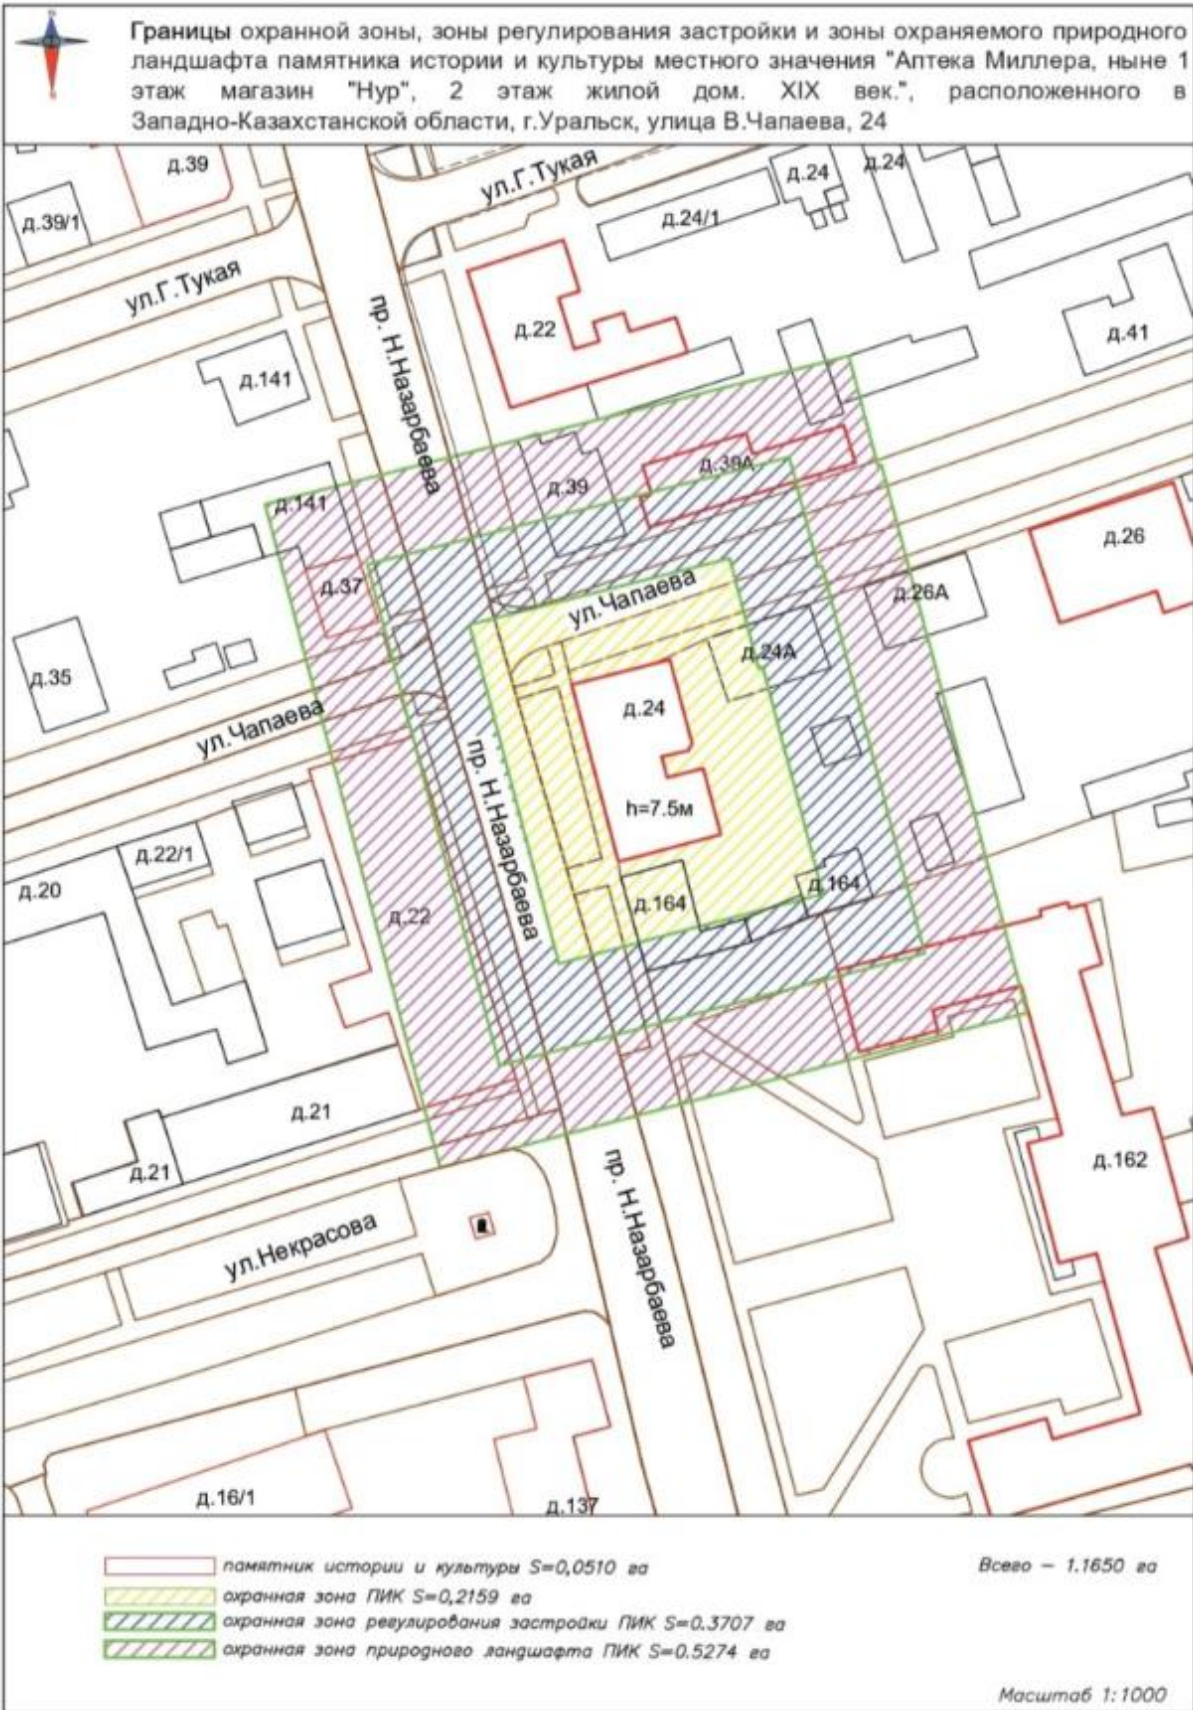 Границы охранной зоны, зоны регулирования застройки и зоны охраняемого природного
ландшафта памятника истории и культуры местного значения "Аптека Миллера, ныне 1
этаж магазин "Нур", 2 этаж жилой дом. XIX век.", расположенного в
Западно-Казахстанской области, г.Уральск, улица В.Чапаева, 24
д.39
ул.Г.Тукая
д.24
д.24
д.39/1
д.24/1
ул.Г.Тукая
пр. Н.Назарбаева
д.22
д.41
д.141
д.39А
д.39
д.141
д.26
д.37
ул.Чапаева
д.26А
д.24А
д.35
д.24
ул.Чапаева
пр. Н.Назарбаева
h=7.5м
д.22/1
д.20
д.164
д.164
д.22
д.21
д.21
д.162
ул.Некрасова
пр. Н.Назарбаева
д.16/1
д.137
памятник истории и культуры S=0,0510 га
Всего – 1.1650 га
охранная зона ПИК S=0,2159 га
охранная зона регулирования застройки ПИК S=0.3707 га
охранная зона природного ландшафта ПИК S=0.5274 га
Масштаб 1:1000